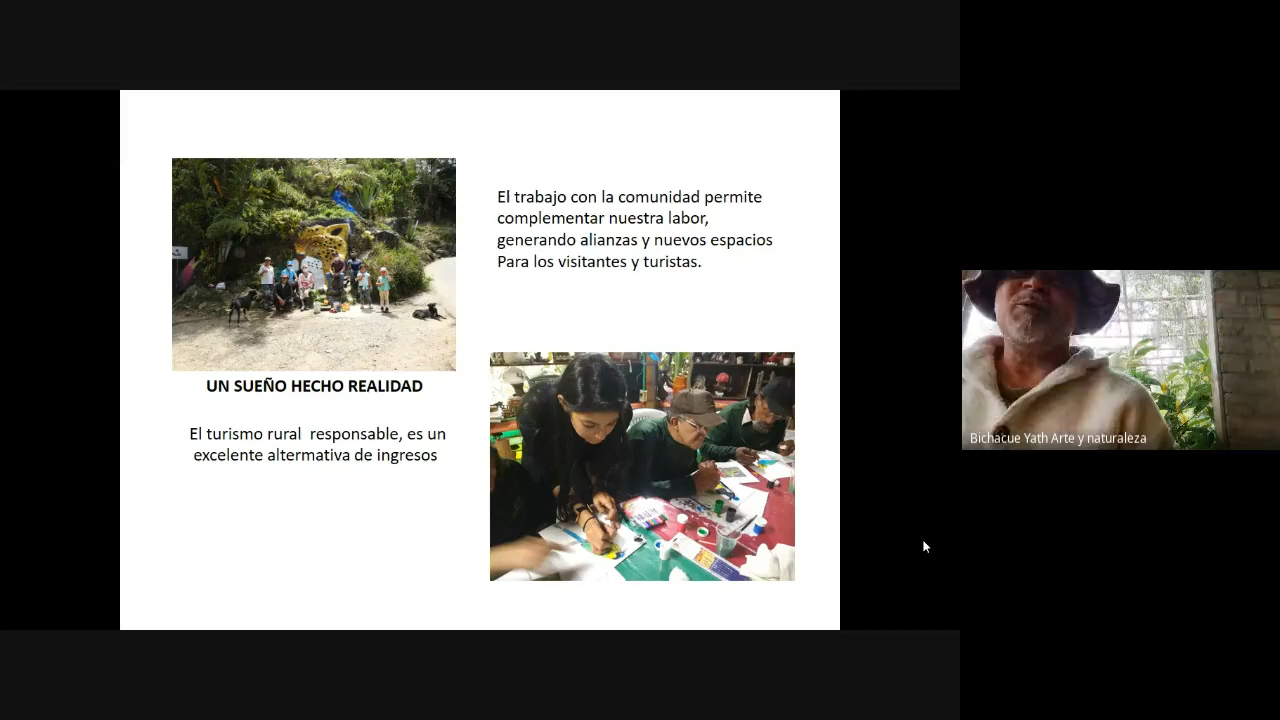 El trabajo con la comunidad permite
complementar nuestra labor,
generando alianzas y nuevos espacios
Para los visitantes y turistas.
UN SUEÑO HECHO REALIDAD
El turismo rural  responsable, es un
excelente altermativa de ingresos
Bichacue Yath Arte y naturaleza